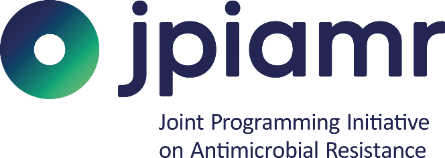 jpiamr
Joint Programming Initiative
on Antimicrobial Resistance